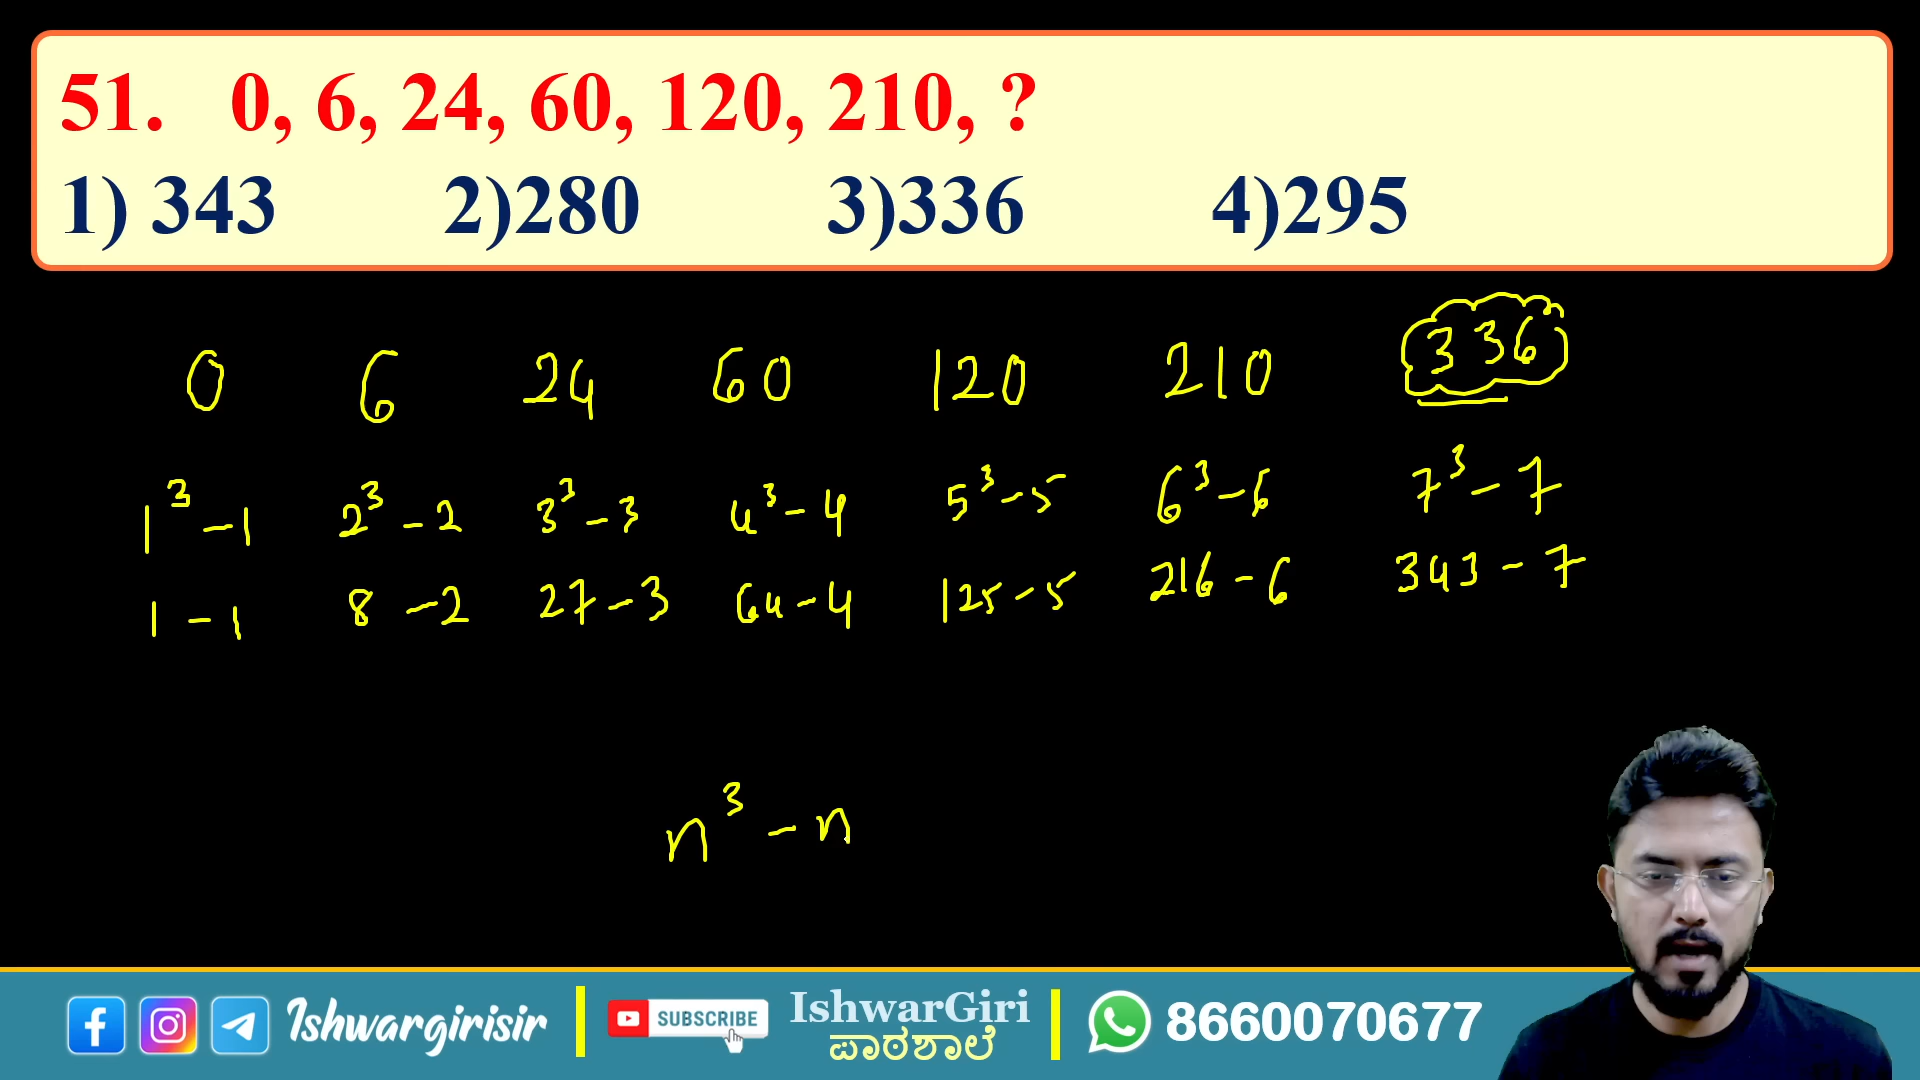 51. 0, 6, 24, 60, 120, 210, ?
1) 343 2)280 3)336 4)295
0 6 24 60 120 210 336
1³-1 2³-2 3³-3 4³-4 5³-5 6³-6 7³-7
1-1 8-2 27-3 64-4 125-5 216-6 343-7
n³-n
Ishwargirisir SUBSCRIBE IshwarGiri 8660070677
ಪಾಠಶಾಲೆ